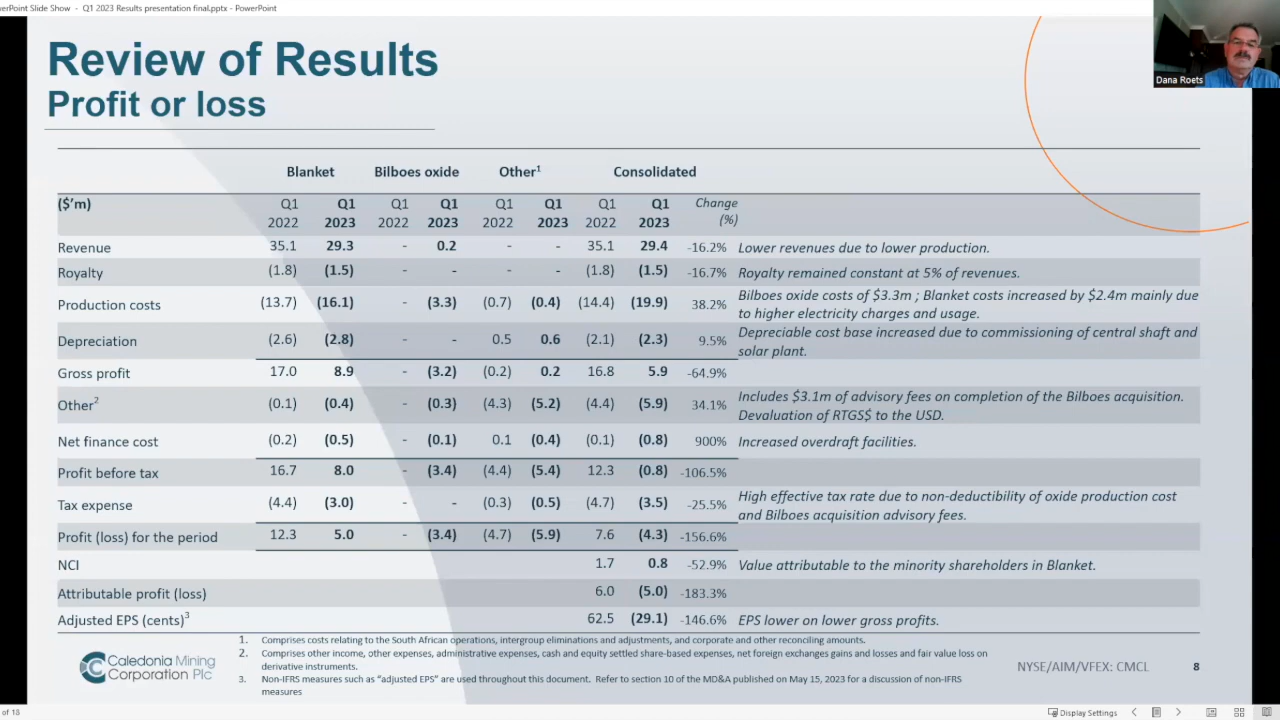 erPoint Slide Show - Q1 2023 Results presentation final.pptx - PowerPoint
Dana Roets
Review of Results
Profit or loss
Blanket Bilboes oxide Other1 Consolidated
($'m) Q1 2022 Q1 2023 Q1 2022 Q1 2023 Q1 2022 Q1 2023 Q1 2022 Q1 2023 Change (%)
Revenue 35.1 29.3 - 0.2 - - 35.1 29.4 -16.2% Lower revenues due to lower production.
Royalty (1.8) (1.5) - - - - (1.8) (1.5) -16.7% Royalty remained constant at 5% of revenues.
Production costs (13.7) (16.1) - (3.3) (0.7) (0.4) (14.4) (19.9) 38.2% Bilboes oxide costs of $3.3m ; Blanket costs increased by $2.4m mainly due
to higher electricity charges and usage.
Depreciation (2.6) (2.8) - - 0.5 0.6 (2.1) (2.3) 9.5% Depreciable cost base increased due to commissioning of central shaft and
solar plant.
Gross profit 17.0 8.9 - (3.2) (0.2) 0.2 16.8 5.9 -64.9%
Other2 (0.1) (0.4) - (0.3) (4.3) (5.2) (4.4) (5.9) 34.1% Includes $3.1m of advisory fees on completion of the Bilboes acquisition.
Devaluation of RTGS$ to the USD.
Net finance cost (0.2) (0.5) - (0.1) 0.1 (0.4) (0.1) (0.8) 900% Increased overdraft facilities.
Profit before tax 16.7 8.0 - (3.4) (4.4) (5.4) 12.3 (0.8) -106.5%
Tax expense (4.4) (3.0) - - (0.3) (0.5) (4.7) (3.5) -25.5% High effective tax rate due to non-deductibility of oxide production cost
and Bilboes acquisition advisory fees.
Profit (loss) for the period 12.3 5.0 - (3.4) (4.7) (5.9) 7.6 (4.3) -156.6%
NCI 1.7 0.8 -52.9% Value attributable to the minority shareholders in Blanket.
Attributable profit (loss) 6.0 (5.0) -183.3%
Adjusted EPS (cents)3 62.5 (29.1) -146.6% EPS lower on lower gross profits.
1. Comprises costs relating to the South African operations, intergroup eliminations and adjustments, and corporate and other reconciling amounts.
2. Comprises other income, other expenses, administrative expenses, cash and equity settled share-based expenses, net foreign exchanges gains and losses and fair value loss on
derivative instruments.
3. Non-IFRS measures such as “adjusted EPS” are used throughout this document. Refer to section 10 of the MD&A published on May 15, 2023 for a discussion of non-IFRS
measures
Caledonia Mining
Corporation Plc
NYSE/AIM/VFEX: CMCL 8
of 18
Display Settings